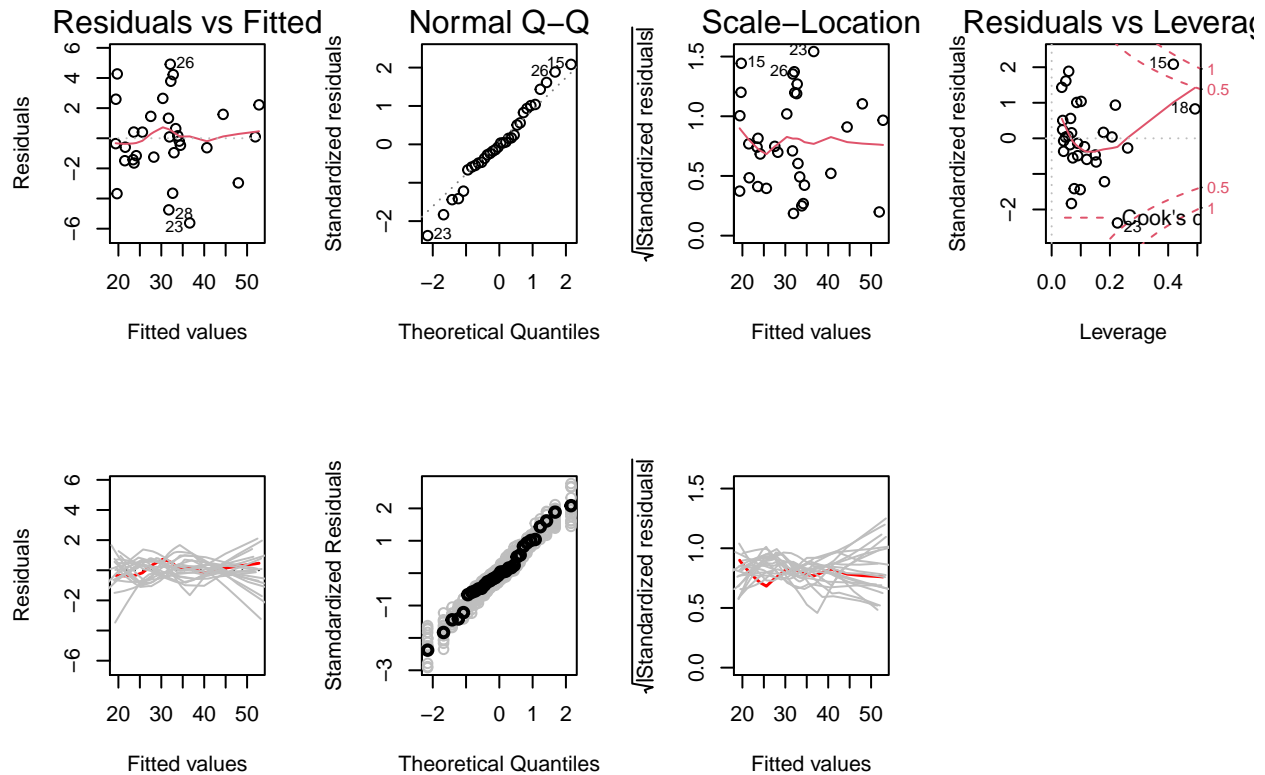 Residuals vs Fitted
Residuals
6
4
2
0
−2
−4
−6
26
28
23
20 30 40 50
Fitted values
Normal Q−Q
Standardized residuals
2
1
0
−2
15
26
23
−2 0 1 2
Theoretical Quantiles
Scale−Location
√|Standardized residuals|
1.5
1.0
0.5
0.0
23
15
26
20 30 40 50
Fitted values
Residuals vs Leverag
Standardized residuals
2
1
0
−2
15
18
23
Cook's d
1
0.5
0.5
1
0.0 0.2 0.4
Leverage
Residuals
6
4
2
−2
−6
20 30 40 50
Fitted values
Stamdardized Residuals
2
1
−1
−3
−2 0 1 2
Theoretical Quantiles
√|Standardized residuals|
1.5
1.0
0.5
0.0
20 30 40 50
Fitted values